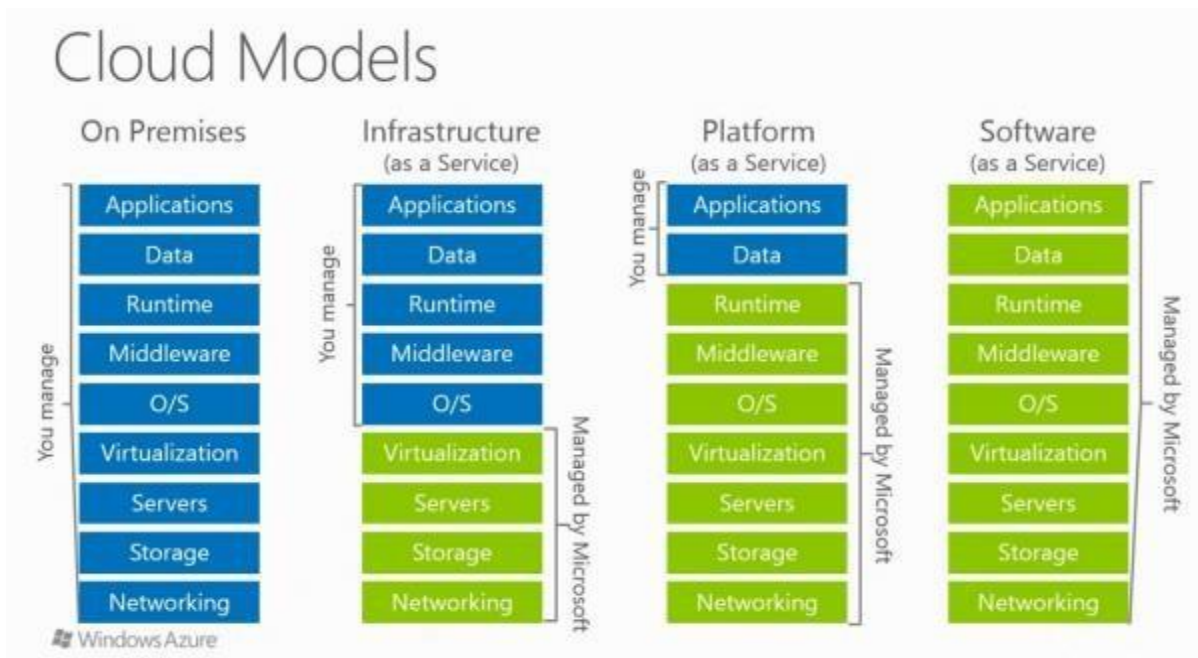 Cloud Models
On Premises
Applications
Data
Runtime
Middleware
O/S
Virtualization
Servers
Storage
Networking
You manage
Infrastructure
(as a Service)
Applications
Data
Runtime
Middleware
O/S
Virtualization
Servers
Storage
Networking
You manage
Managed by Microsoft
Platform
(as a Service)
Applications
Data
Runtime
Middleware
O/S
Virtualization
Servers
Storage
Networking
You manage
Managed by Microsoft
Software
(as a Service)
Applications
Data
Runtime
Middleware
O/S
Virtualization
Servers
Storage
Networking
Managed by Microsoft
Windows Azure